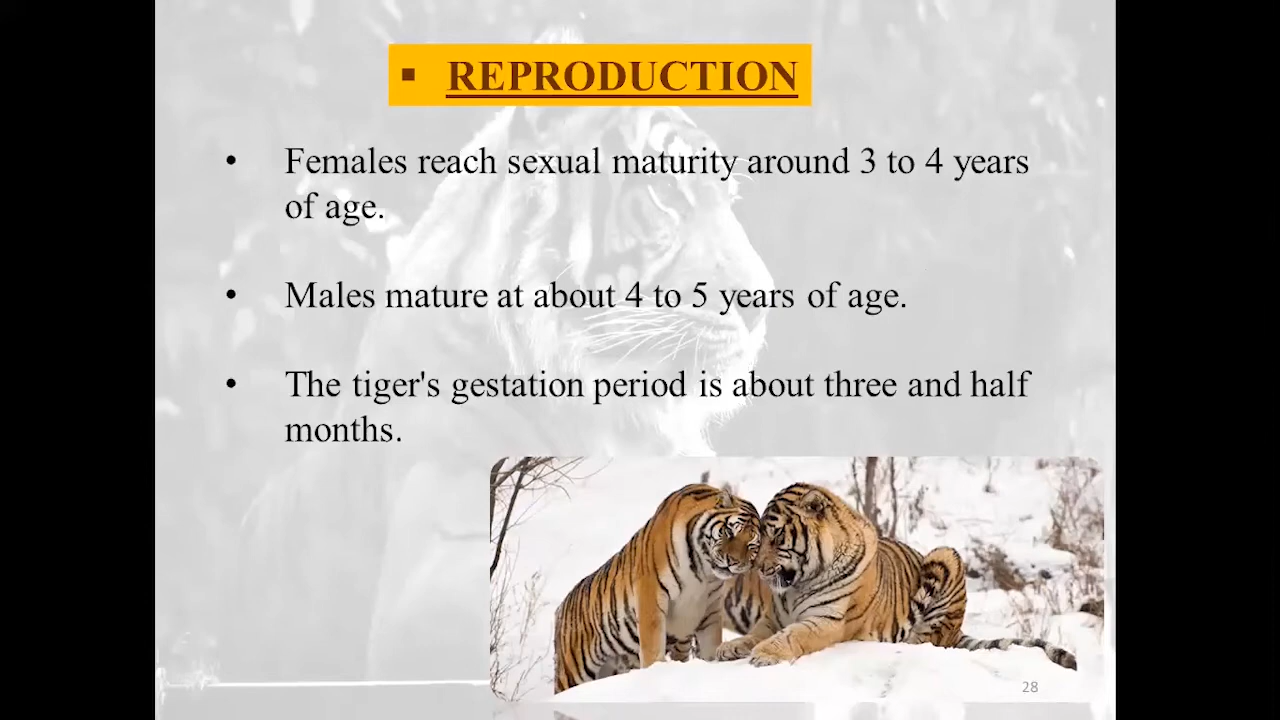 ▪ REPRODUCTION
• Females reach sexual maturity around 3 to 4 years
of age.
• Males mature at about 4 to 5 years of age.
• The tiger's gestation period is about three and half
months.
28